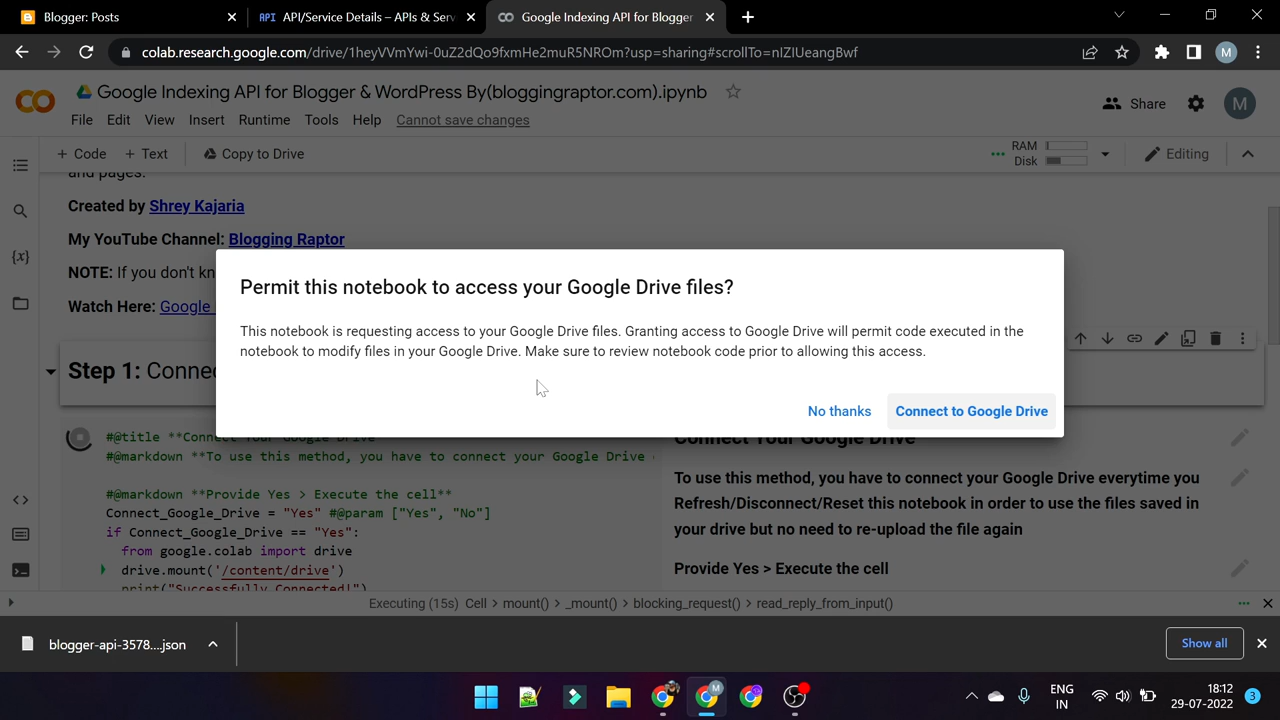 Blogger: Posts
API API/Service Details – APIs & Serv
Google Indexing API for Blogger
colab.research.google.com/drive/1heyVVmYwi-0uZ2dQo9fxmHe2muR5NROm?usp=sharing#scrollTo=nIZIUeangBwf
M
Google Indexing API for Blogger & WordPress By(bloggingraptor.com).ipynb
Share
M
File Edit View Insert Runtime Tools Help Cannot save changes
+ Code + Text Copy to Drive
RAM
Disk
Editing
and pages.
Created by Shrey Kajaria
My YouTube Channel: Blogging Raptor
NOTE: If you don't kn
Watch Here: Google
Permit this notebook to access your Google Drive files?
This notebook is requesting access to your Google Drive files. Granting access to Google Drive will permit code executed in the
notebook to modify files in your Google Drive. Make sure to review notebook code prior to allowing this access.
No thanks
Connect to Google Drive
Step 1: Connec
#@title **Connect Your Google Drive**
#@markdown **To use this method, you have to connect your Google Drive
#@markdown **Provide Yes > Execute the cell**
Connect_Google_Drive = "Yes" #@param ["Yes", "No"]
if Connect_Google_Drive == "Yes":
from google.colab import drive
drive.mount('/content/drive')
print("Successfully Connected!")
Connect Your Google Drive
To use this method, you have to connect your Google Drive everytime you
Refresh/Disconnect/Reset this notebook in order to use the files saved in
your drive but no need to re-upload the file again
Provide Yes > Execute the cell
Executing (15s) Cell > mount() > _mount() > blocking_request() > read_reply_from_input()
blogger-api-3578....json
Show all
M
ENG
IN
18:12
29-07-2022
3